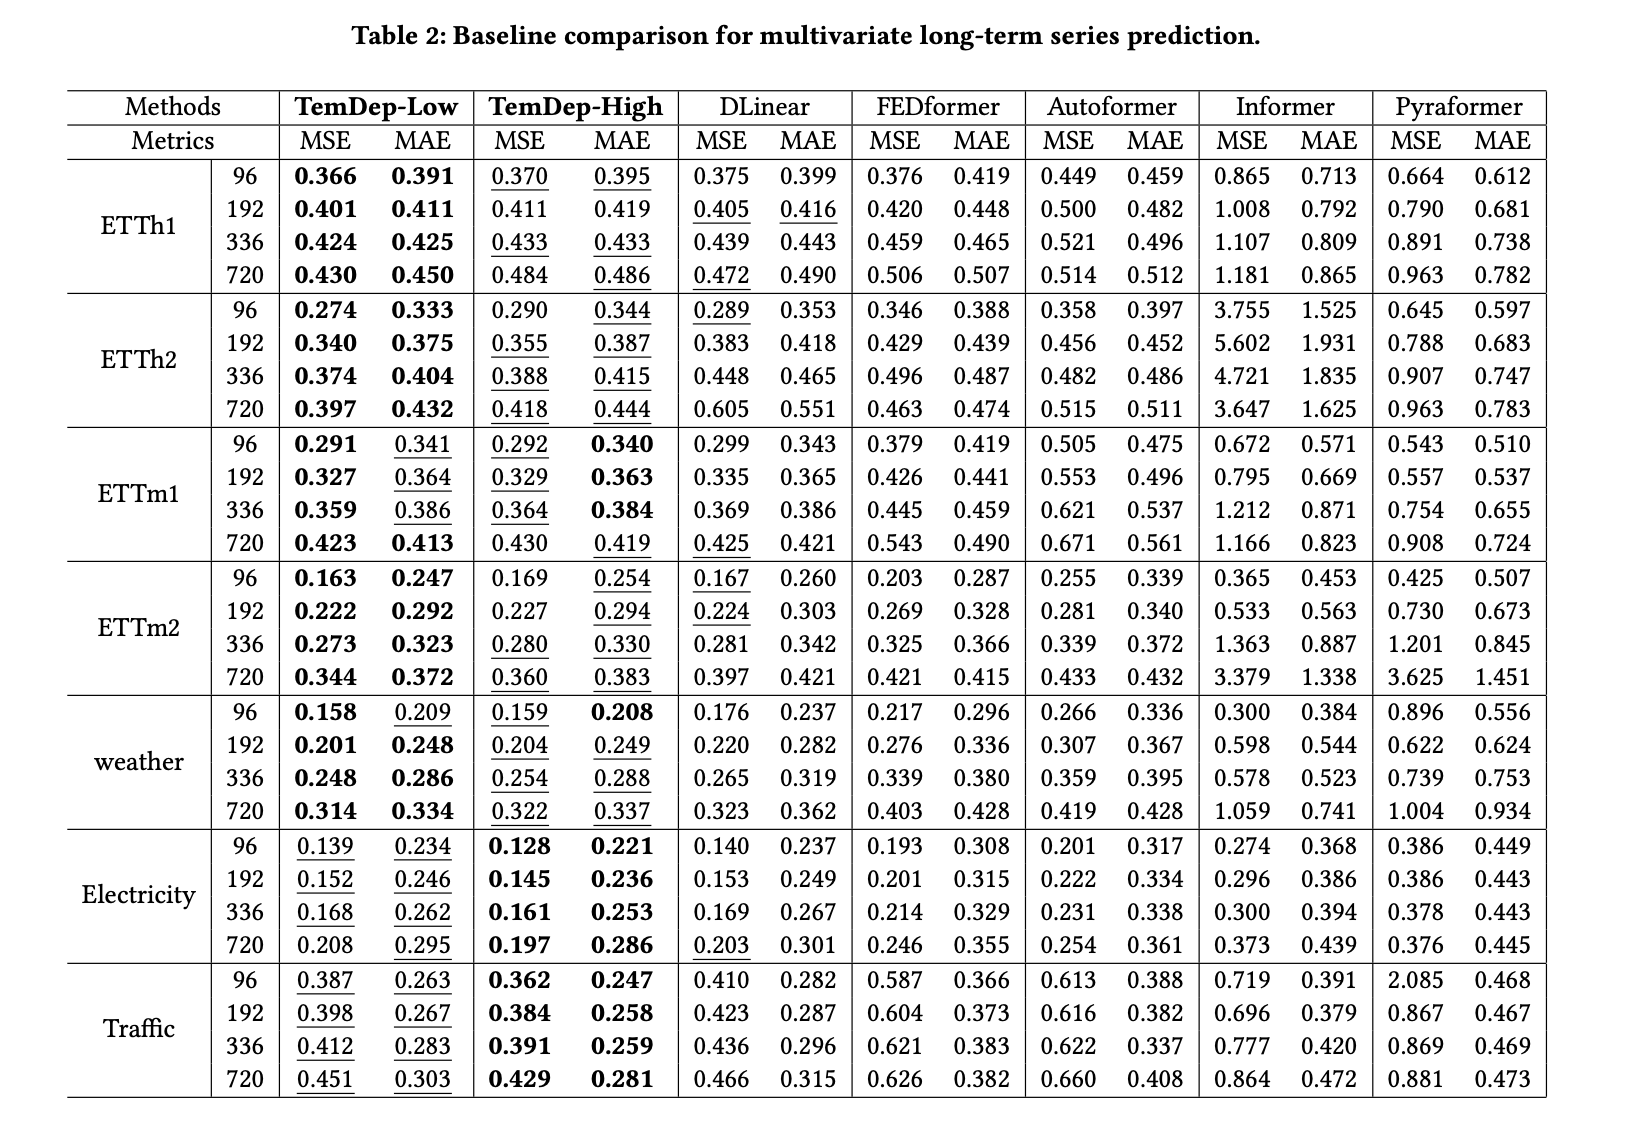 Table 2: Baseline comparison for multivariate long-term series prediction.
Methods TemDep-Low TemDep-High DLinear FEDformer Autoformer Informer Pyraformer
Metrics MSE MAE MSE MAE MSE MAE MSE MAE MSE MAE MSE MAE MSE MAE
ETTh1
96 0.366 0.391 0.370 0.395 0.375 0.399 0.376 0.419 0.449 0.459 0.865 0.713 0.664 0.612
192 0.401 0.411 0.411 0.419 0.405 0.416 0.420 0.448 0.500 0.482 1.008 0.792 0.790 0.681
336 0.424 0.425 0.433 0.433 0.439 0.443 0.459 0.465 0.521 0.496 1.107 0.809 0.891 0.738
720 0.430 0.450 0.484 0.486 0.472 0.490 0.506 0.507 0.514 0.512 1.181 0.865 0.963 0.782
ETTh2
96 0.274 0.333 0.290 0.344 0.289 0.353 0.346 0.388 0.358 0.397 3.755 1.525 0.645 0.597
192 0.340 0.375 0.355 0.387 0.383 0.418 0.429 0.439 0.456 0.452 5.602 1.931 0.788 0.683
336 0.374 0.404 0.388 0.415 0.448 0.465 0.496 0.487 0.482 0.486 4.721 1.835 0.907 0.747
720 0.397 0.432 0.418 0.444 0.605 0.551 0.463 0.474 0.515 0.511 3.647 1.625 0.963 0.783
ETTm1
96 0.291 0.341 0.292 0.340 0.299 0.343 0.379 0.419 0.505 0.475 0.672 0.571 0.543 0.510
192 0.327 0.364 0.329 0.363 0.335 0.365 0.426 0.441 0.553 0.496 0.795 0.669 0.557 0.537
336 0.359 0.386 0.364 0.384 0.369 0.386 0.445 0.459 0.621 0.537 1.212 0.871 0.754 0.655
720 0.423 0.413 0.430 0.419 0.425 0.421 0.543 0.490 0.671 0.561 1.166 0.823 0.908 0.724
ETTm2
96 0.163 0.247 0.169 0.254 0.167 0.260 0.203 0.287 0.255 0.339 0.365 0.453 0.425 0.507
192 0.222 0.292 0.227 0.294 0.224 0.303 0.269 0.328 0.281 0.340 0.533 0.563 0.730 0.673
336 0.273 0.323 0.280 0.330 0.281 0.342 0.325 0.366 0.339 0.372 1.363 0.887 1.201 0.845
720 0.344 0.372 0.360 0.383 0.397 0.421 0.421 0.415 0.433 0.432 3.379 1.338 3.625 1.451
weather
96 0.158 0.209 0.159 0.208 0.176 0.237 0.217 0.296 0.266 0.336 0.300 0.384 0.896 0.556
192 0.201 0.248 0.204 0.249 0.220 0.282 0.276 0.336 0.307 0.367 0.598 0.544 0.622 0.624
336 0.248 0.286 0.254 0.288 0.265 0.319 0.339 0.380 0.359 0.395 0.578 0.523 0.739 0.753
720 0.314 0.334 0.322 0.337 0.323 0.362 0.403 0.428 0.419 0.428 1.059 0.741 1.004 0.934
Electricity
96 0.139 0.234 0.128 0.221 0.140 0.237 0.193 0.308 0.201 0.317 0.274 0.368 0.386 0.449
192 0.152 0.246 0.145 0.236 0.153 0.249 0.201 0.315 0.222 0.334 0.296 0.386 0.386 0.443
336 0.168 0.262 0.161 0.253 0.169 0.267 0.214 0.329 0.231 0.338 0.300 0.394 0.378 0.443
720 0.208 0.295 0.197 0.286 0.203 0.301 0.246 0.355 0.254 0.361 0.373 0.439 0.376 0.445
Traffic
96 0.387 0.263 0.362 0.247 0.410 0.282 0.587 0.366 0.613 0.388 0.719 0.391 2.085 0.468
192 0.398 0.267 0.384 0.258 0.423 0.287 0.604 0.373 0.616 0.382 0.696 0.379 0.867 0.467
336 0.412 0.283 0.391 0.259 0.436 0.296 0.621 0.383 0.622 0.337 0.777 0.420 0.869 0.469
720 0.451 0.303 0.429 0.281 0.466 0.315 0.626 0.382 0.660 0.408 0.864 0.472 0.881 0.473